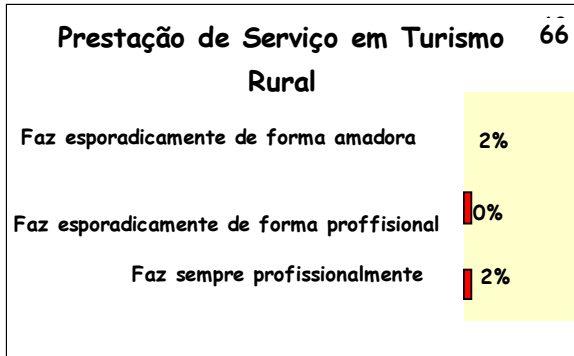 Prestação de Serviço em Turismo 66
Rural
Faz esporadicamente de forma amadora 2%
Faz esporadicamente de forma proffisional 0%
Faz sempre profissionalmente 2%